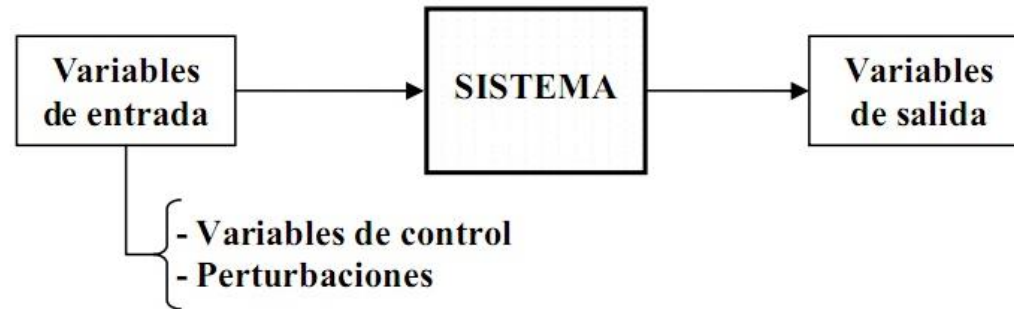 Variables
de entrada
SISTEMA
Variables
de salida
- Variables de control
- Perturbaciones